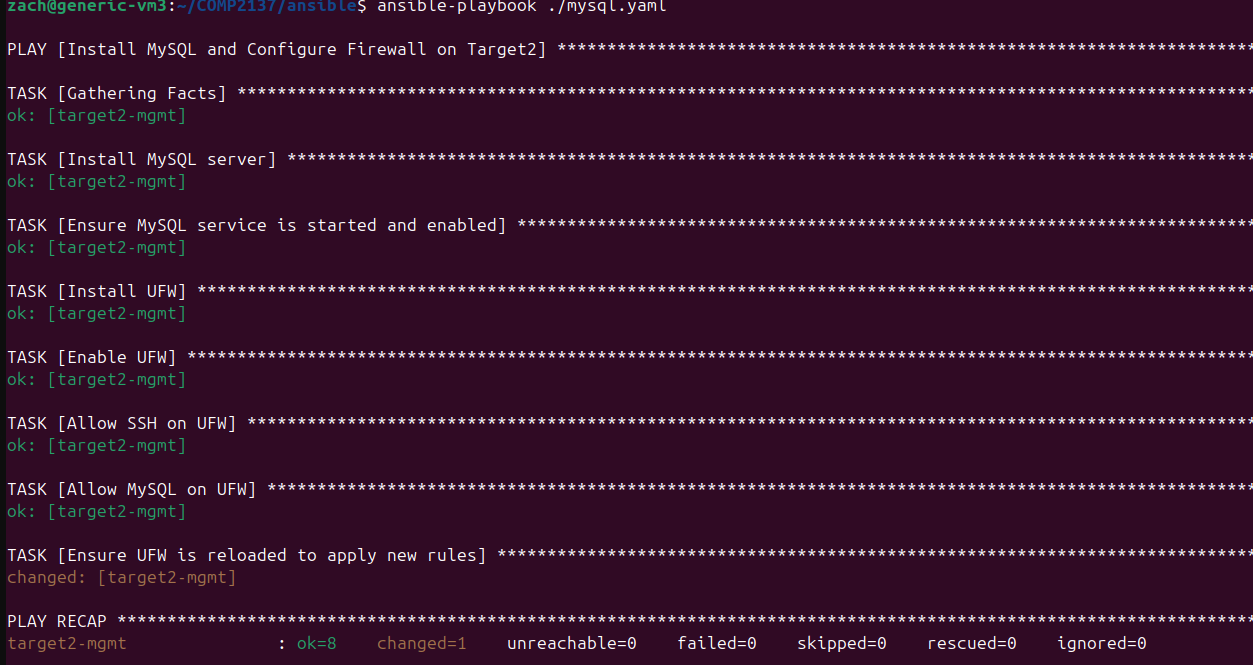 zach@generic-vm3:~/COMP2137/ansible$ ansible-playbook ./mysql.yaml
PLAY [Install MySQL and Configure Firewall on Target2] **********************************************************************
TASK [Gathering Facts] ******************************************************************************************************
ok: [target2-mgmt]
TASK [Install MySQL server] *************************************************************************************************
ok: [target2-mgmt]
TASK [Ensure MySQL service is started and enabled] **************************************************************************
ok: [target2-mgmt]
TASK [Install UFW] **********************************************************************************************************
ok: [target2-mgmt]
TASK [Enable UFW] ***********************************************************************************************************
ok: [target2-mgmt]
TASK [Allow SSH on UFW] *****************************************************************************************************
ok: [target2-mgmt]
TASK [Allow MySQL on UFW] ***************************************************************************************************
ok: [target2-mgmt]
TASK [Ensure UFW is reloaded to apply new rules] ****************************************************************************
changed: [target2-mgmt]
PLAY RECAP ******************************************************************************************************************
target2-mgmt               : ok=8    changed=1    unreachable=0    failed=0    skipped=0    rescued=0    ignored=0